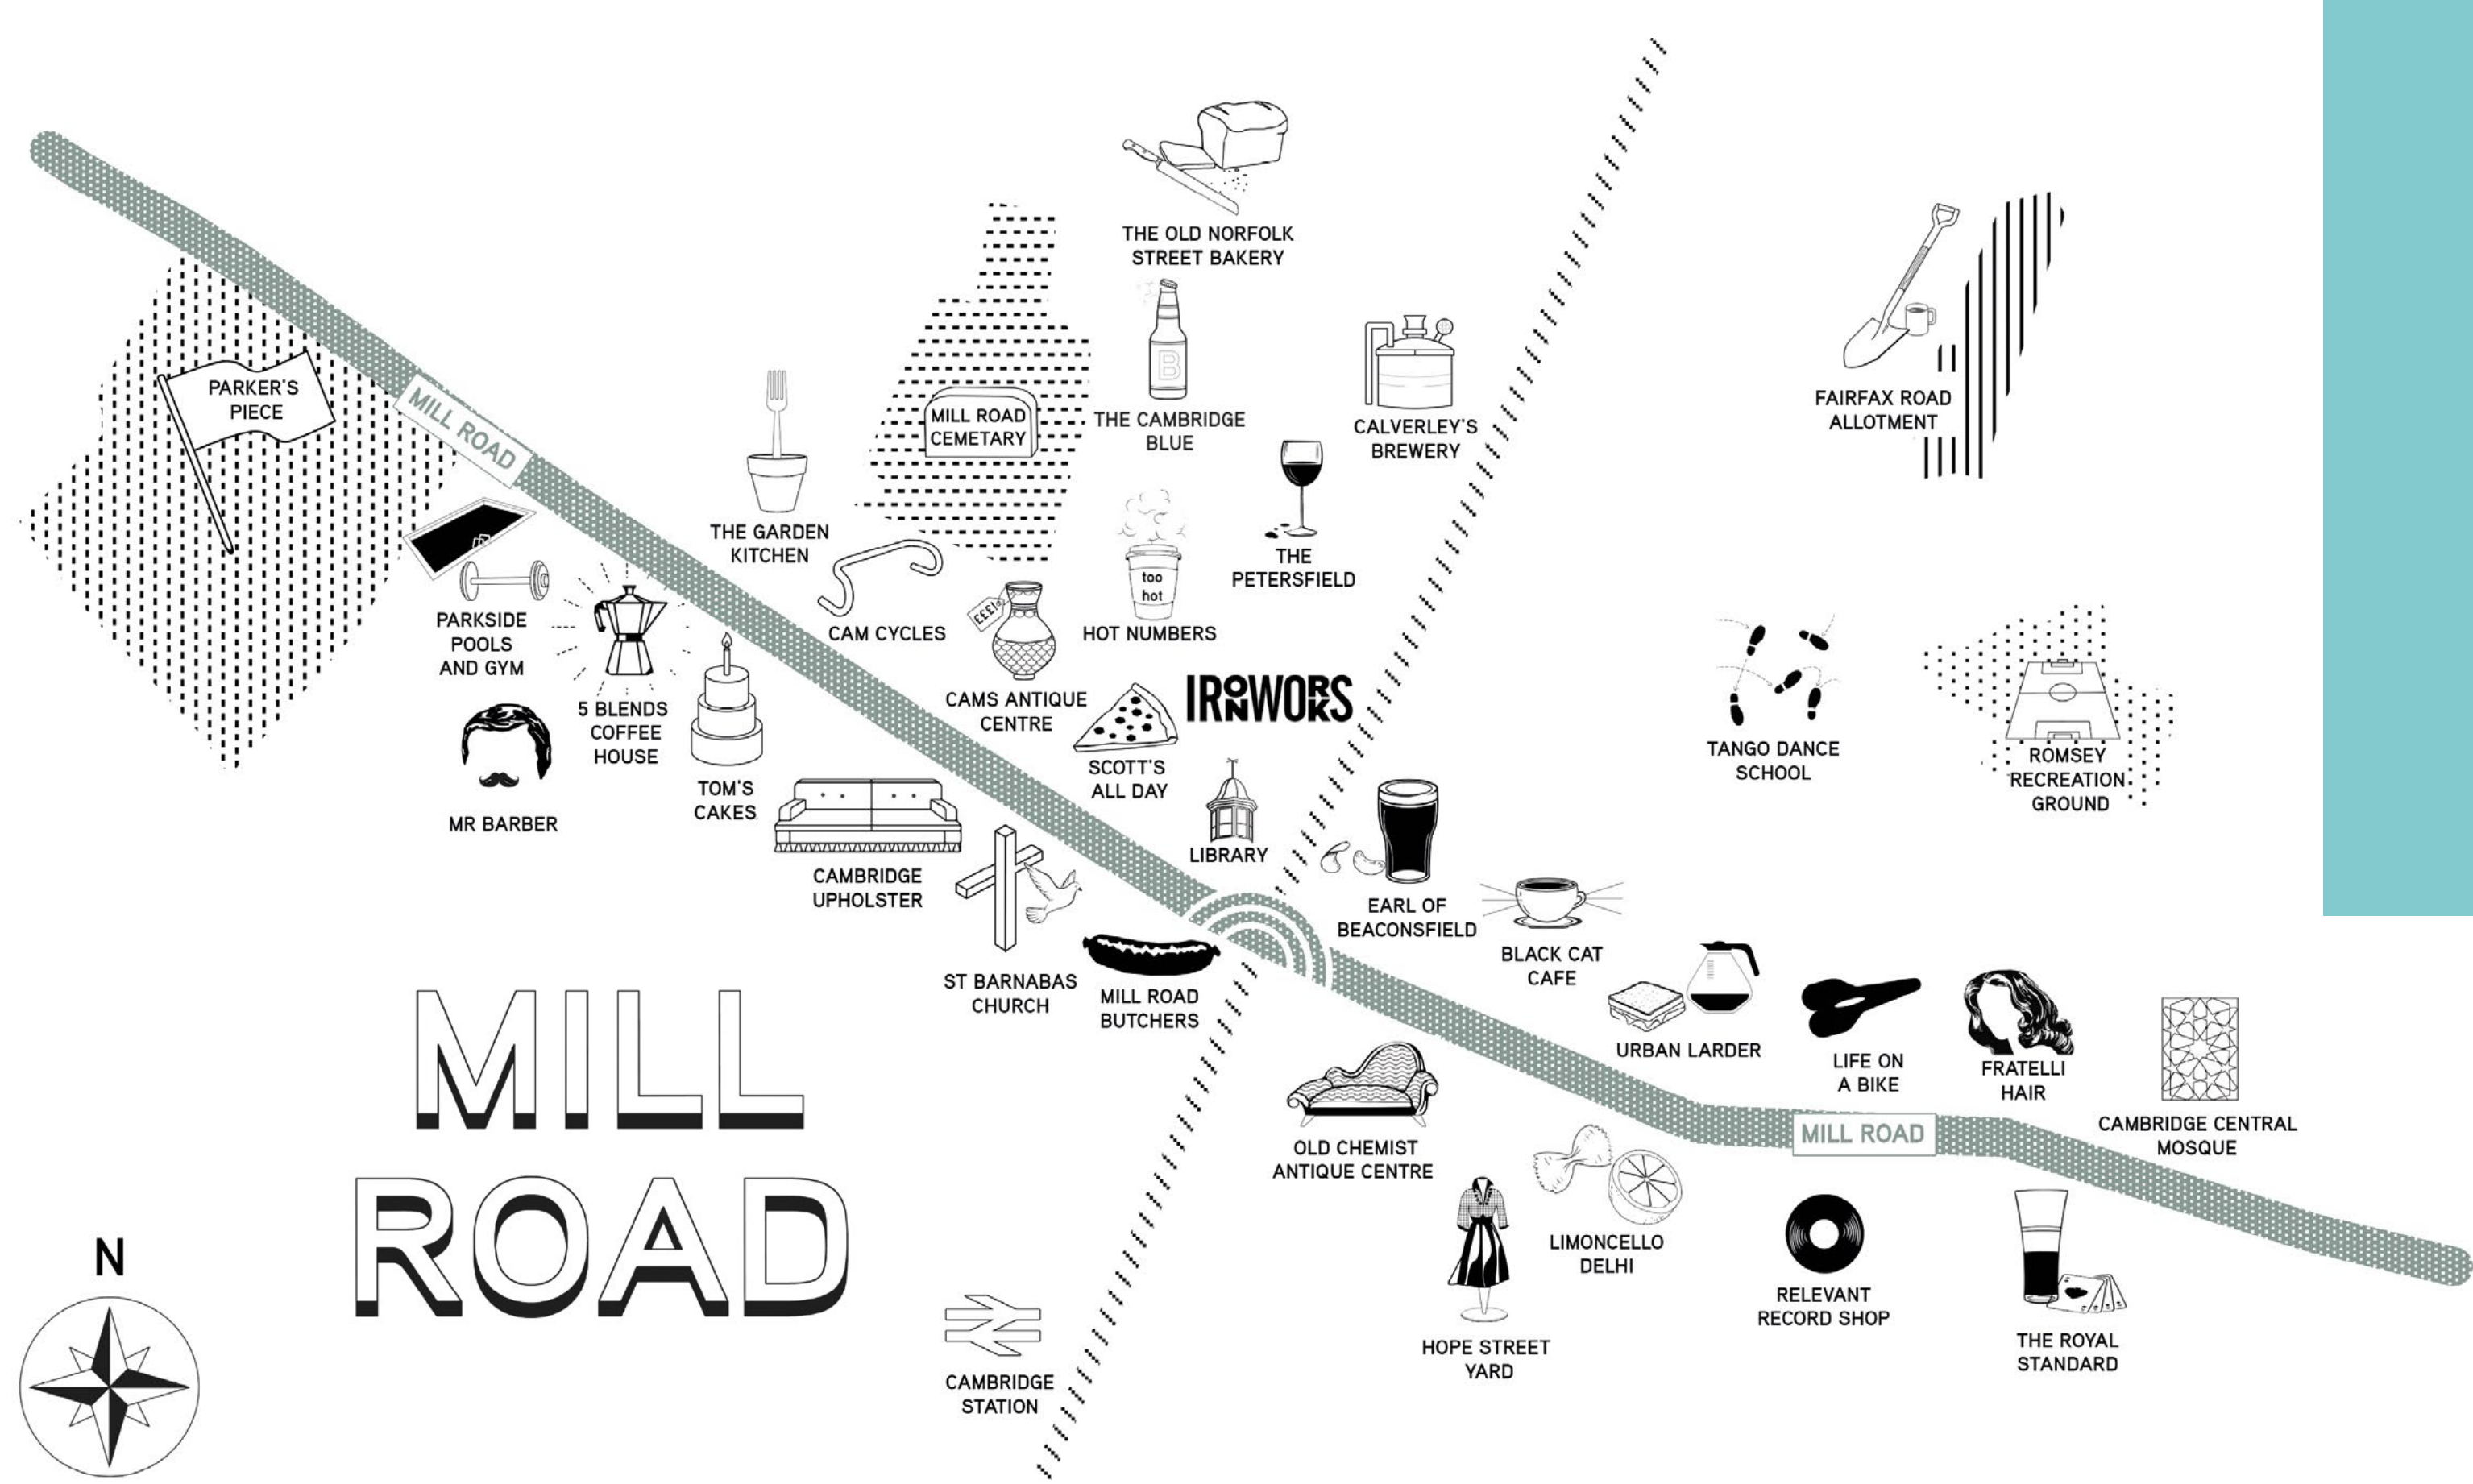 THE OLD NORFOLK
STREET BAKERY
PARKER'S
PIECE
MILL ROAD
MILL ROAD
CEMETARY
THE CAMBRIDGE
BLUE
B
CALVERLEY'S
BREWERY
FAIRFAX ROAD
ALLOTMENT
THE GARDEN
KITCHEN
THE
PETERSFIELD
too
hot
HOT NUMBERS
CAM CYCLES
£££!
PARKSIDE
POOLS
AND GYM
CAMS ANTIQUE
CENTRE
IRONWORKS
5 BLENDS
COFFEE
HOUSE
TOM'S
CAKES
MR BARBER
SCOTT'S
ALL DAY
TANGO DANCE
SCHOOL
ROMSEY
RECREATION
GROUND
LIBRARY
CAMBRIDGE
UPHOLSTER
EARL OF
BEACONSFIELD
BLACK CAT
CAFE
ST BARNABAS
CHURCH
MILL ROAD
BUTCHERS
URBAN LARDER
LIFE ON
A BIKE
FRATELLI
HAIR
CAMBRIDGE CENTRAL
MOSQUE
MILL ROAD
OLD CHEMIST
ANTIQUE CENTRE
LIMONCELLO
DELHI
HOPE STREET
YARD
RELEVANT
RECORD SHOP
THE ROYAL
STANDARD
MILL
ROAD
N
CAMBRIDGE
STATION